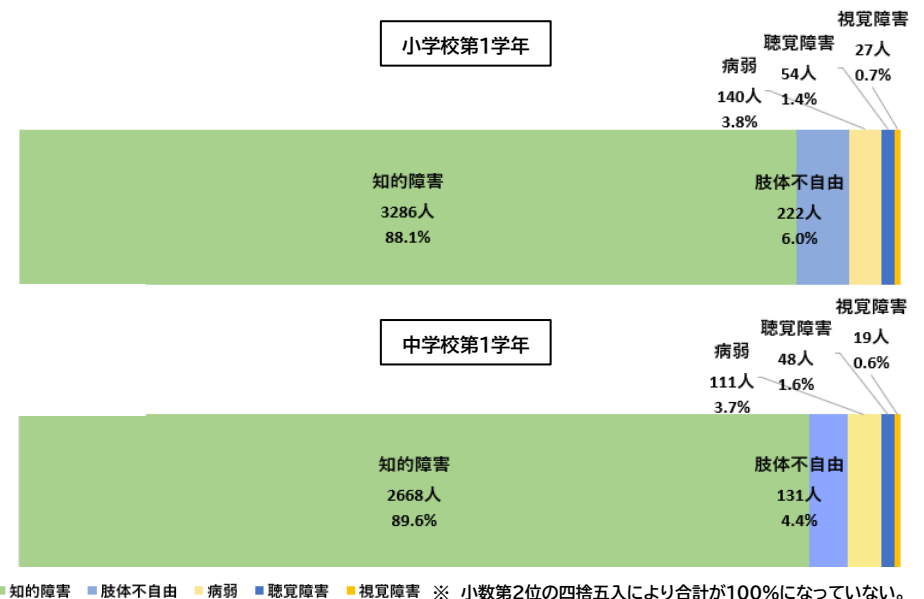 小学校第1学年
視覚障害
27人
0.7%
聴覚障害
54人
1.4%
病弱
140人
3.8%
知的障害
3286人
88.1%
肢体不自由
222人
6.0%
中学校第1学年
視覚障害
19人
0.6%
聴覚障害
48人
1.6%
病弱
111人
3.7%
知的障害
2668人
89.6%
肢体不自由
131人
4.4%
知的障害 肢体不自由 病弱 聴覚障害 視覚障害 ※ 小数第2位の四捨五入により合計が100%になっていない。